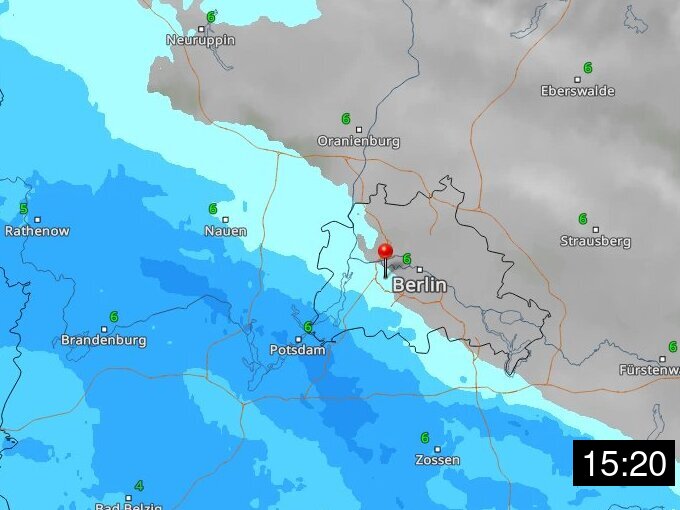 6
Neuruppin
6
Eberswalde
6
Oranienburg
5
Rathenow
6
Nauen
6
Strausberg
6
Berlin
6
Brandenburg
6
Potsdam
6
6
Zossen
4
Bad Belzig
15:20